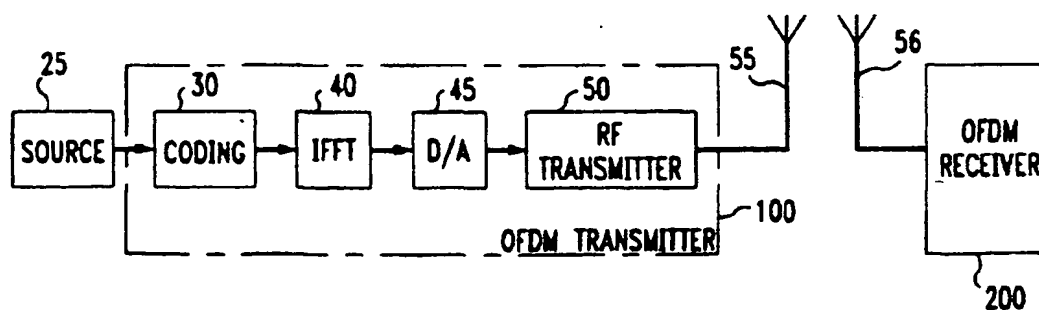 25
30
40
45
50
55
56
SOURCE
CODING
IFFT
D/A
RF
TRANSMITTER
OFDM
RECEIVER
100
OFDM TRANSMITTER
200